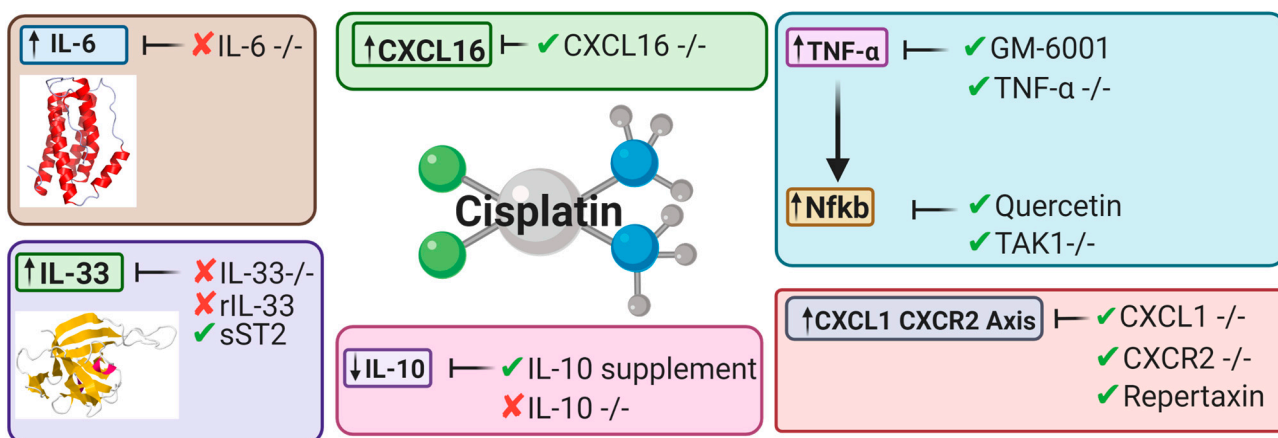 ↑ IL-6 ✘ IL-6 -/-
↑CXCL16 ✔ CXCL16 -/-
↑TNF-α ✔ GM-6001
✔ TNF-α -/-
↑Nfkb ✔ Quercetin
✔ TAK1-/-
Cisplatin
↑IL-33 ✘ IL-33-/-
✘ rIL-33
✔ sST2
↓IL-10 ✔ IL-10 supplement
✘ IL-10 -/-
↑CXCL1 CXCR2 Axis ✔ CXCL1 -/-
✔ CXCR2 -/-
✔ Repertaxin